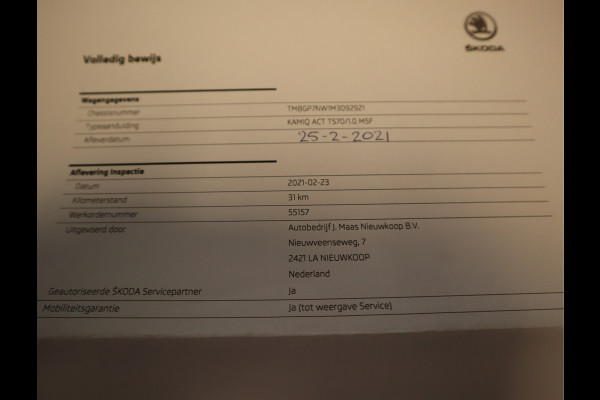 ŠKODA
Volledig bewijs
Wagengegevens
Chassisnummer TMBGP7NW1M3092921
Typeaanduiding KAMIQ ACT TS70/1.0 M5F
Afleverdatum 25-2-2021
Aflevering Inspectie
Datum 2021-02-23
Kilometerstand 31 km
Werkordernummer 55157
Uitgevoerd door Autobedrijf J. Maas Nieuwkoop B.V.
Nieuwveenseweg, 7
2421 LA NIEUWKOOP
Nederland
Geautoriseerde ŠKODA Servicepartner Ja
Mobiliteitsgarantie Ja (tot weergave Service)